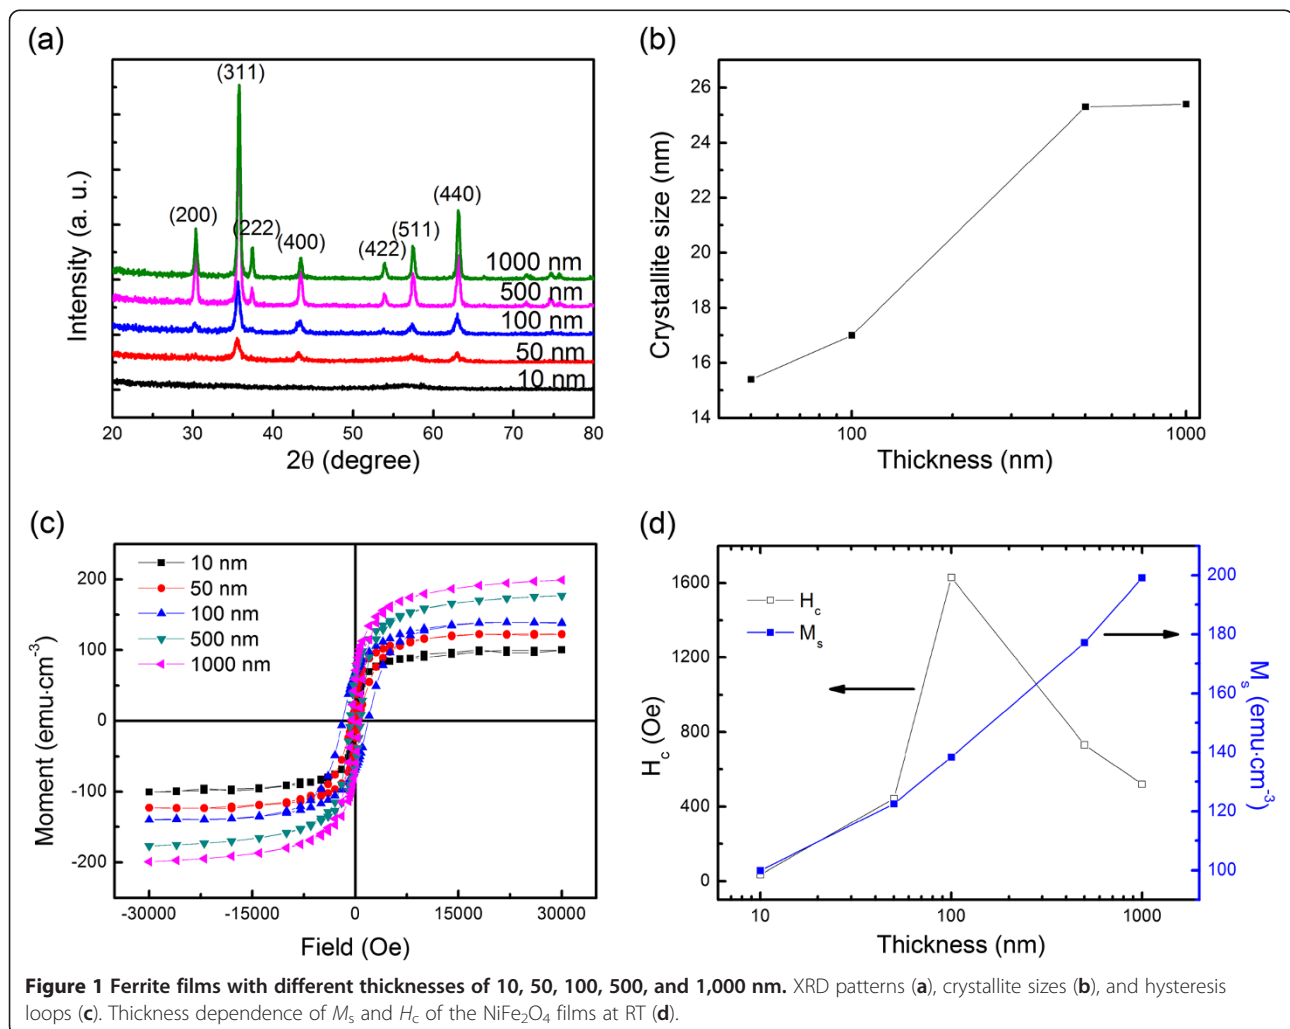 (a)
(311)
(200)
(222)
(400)
(422)
(511)
(440)
1000 nm
500 nm
100 nm
50 nm
10 nm
Intensity (a. u.)
20 30 40 50 60 70 80
2θ (degree)
(b)
26
24
22
20
18
16
14
Crystallite size (nm)
100 1000
Thickness (nm)
(c)
10 nm
50 nm
100 nm
500 nm
1000 nm
200
100
0
-100
-200
Moment (emu·cm⁻³)
-30000 -15000 0 15000 30000
Field (Oe)
(d)
H_c
M_s
1600
1200
800
400
0
H_c (Oe)
200
180
160
140
120
100
M_s (emu·cm⁻³)
10 100 1000
Thickness (nm)
Figure 1 Ferrite films with different thicknesses of 10, 50, 100, 500, and 1,000 nm. XRD patterns (a), crystallite sizes (b), and hysteresis
loops (c). Thickness dependence of Mₛ and H_c of the NiFe₂O₄ films at RT (d).